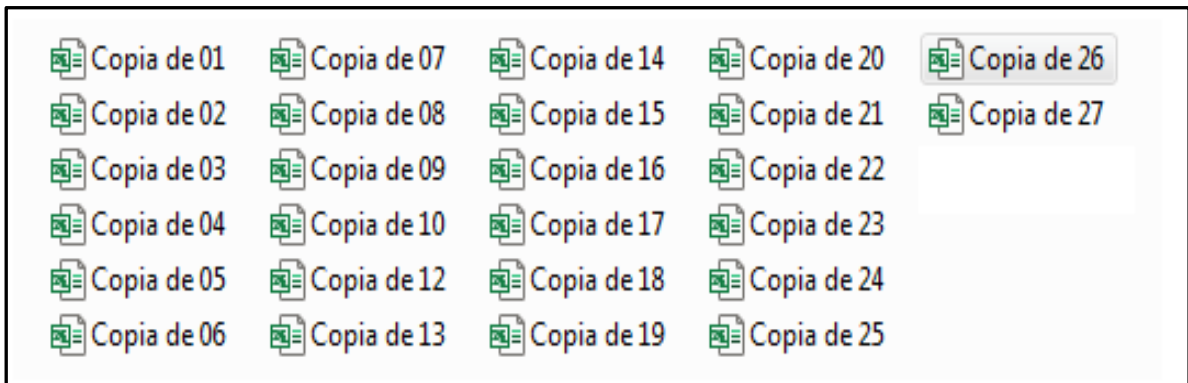 Copia de 01
Copia de 02
Copia de 03
Copia de 04
Copia de 05
Copia de 06
Copia de 07
Copia de 08
Copia de 09
Copia de 10
Copia de 12
Copia de 13
Copia de 14
Copia de 15
Copia de 16
Copia de 17
Copia de 18
Copia de 19
Copia de 20
Copia de 21
Copia de 22
Copia de 23
Copia de 24
Copia de 25
Copia de 26
Copia de 27